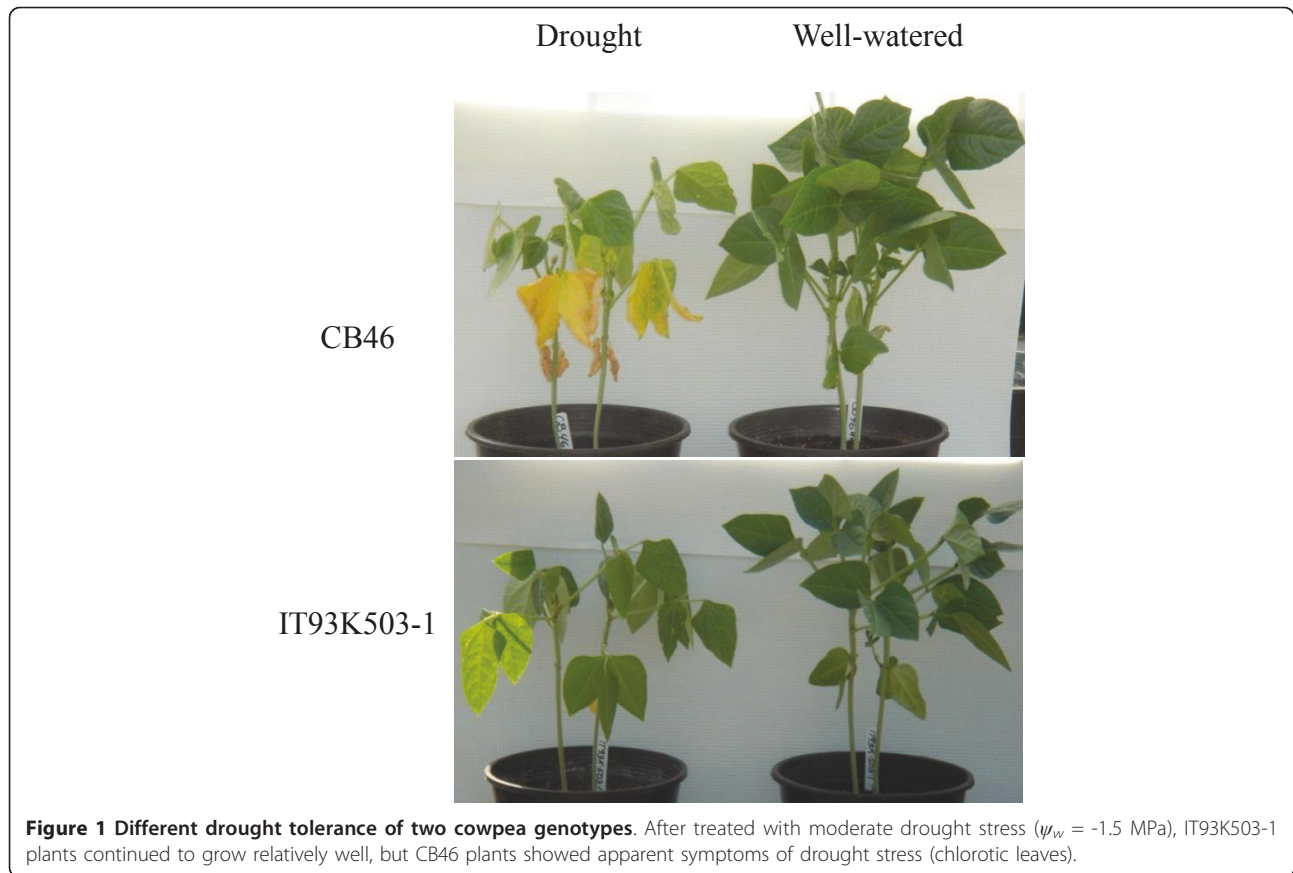 Drought Well-watered
CB46
CB46
IT93K503-1
Figure 1 Different drought tolerance of two cowpea genotypes. After treated with moderate drought stress (ψw = -1.5 MPa), IT93K503-1
plants continued to grow relatively well, but CB46 plants showed apparent symptoms of drought stress (chlorotic leaves).